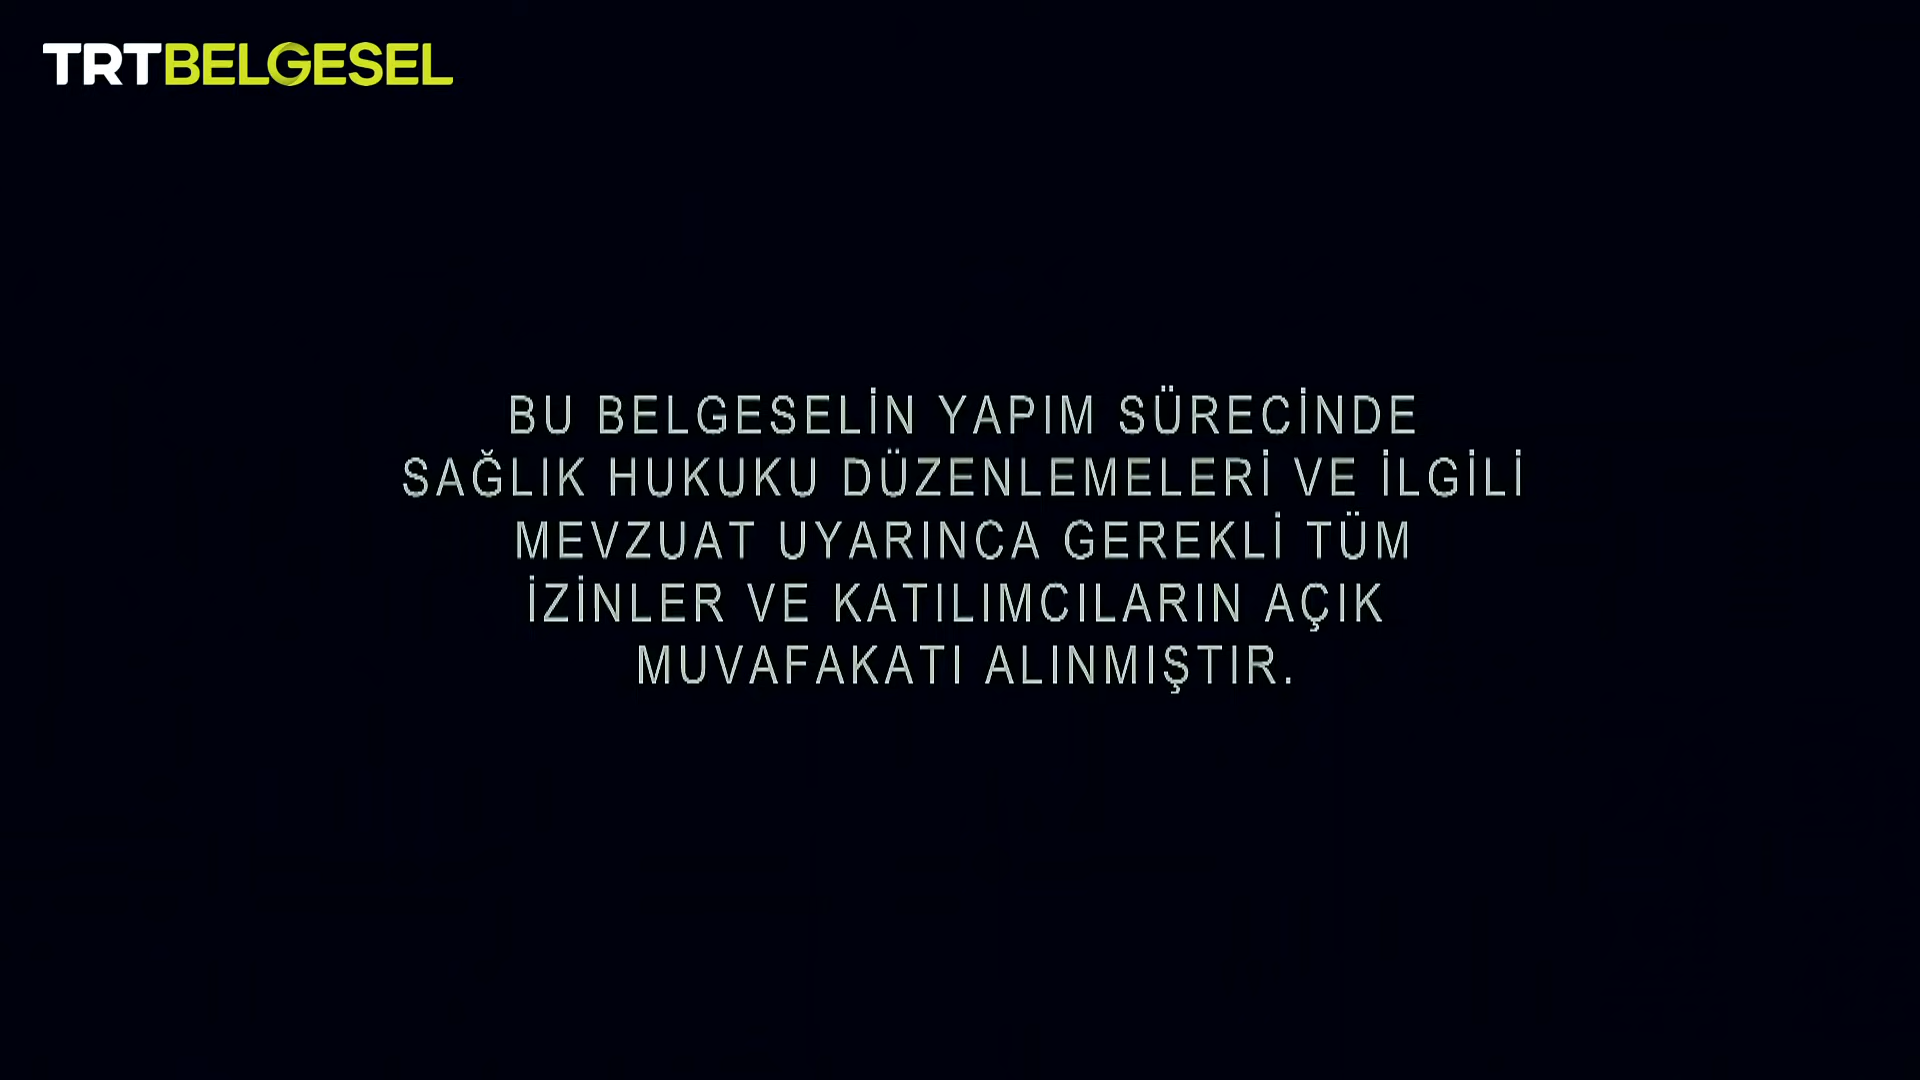 TRTBELGESEL
BU BELGESELİN YAPIM SÜRECİNDE
SAĞLIK HUKUKU DÜZENLEMELERİ VE İLGİLİ
MEVZUAT UYARINCA GEREKLİ TÜM
İZİNLER VE KATILIMCILARIN AÇIK
MUVAFAKATI ALINMIŞTIR.